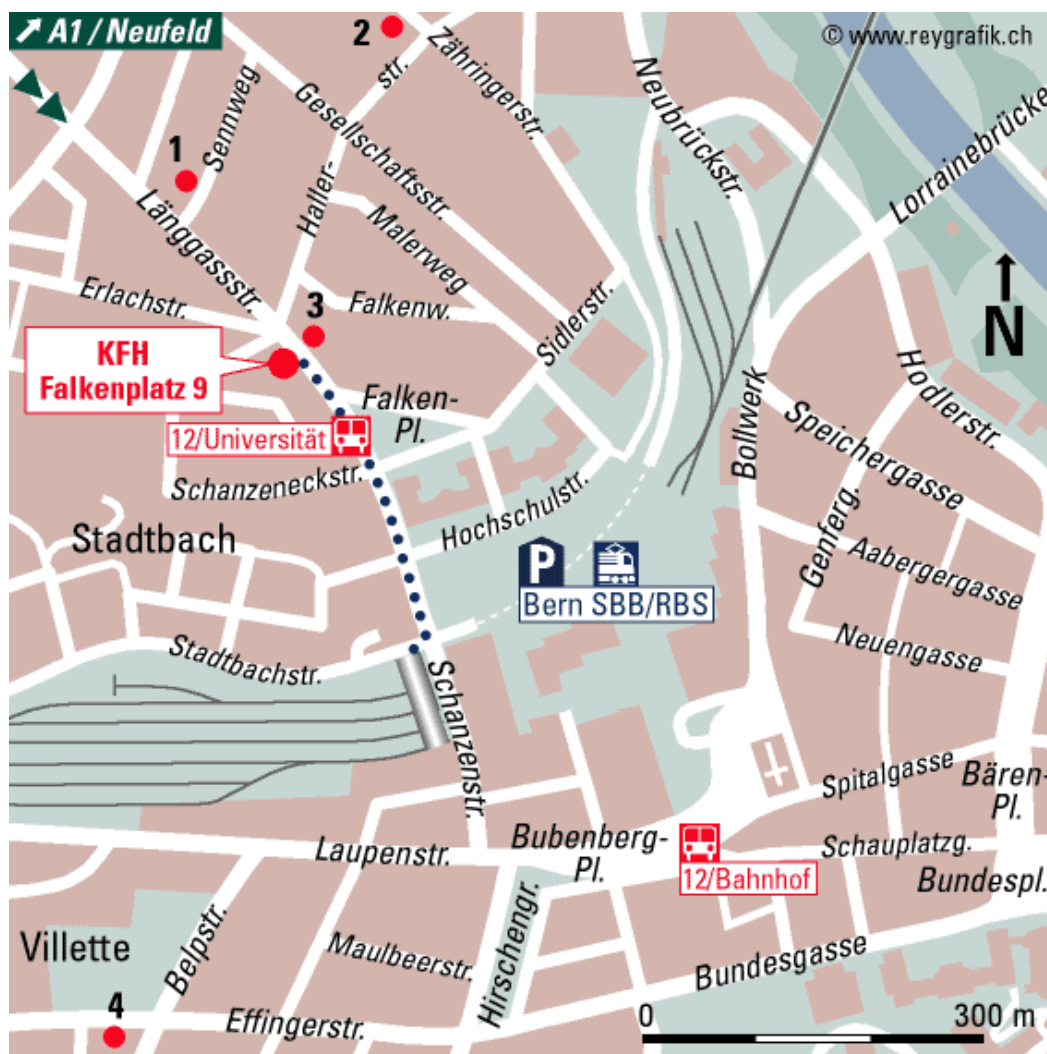 A1 / Neufeld
2
© www.reygrafik.ch
Zähringerstr.
Neubrückstr.
Lorrainebrücke
Sennweg
1
Gesellschaftsstr.
Haller-
str.
Malerweg
Länggassstr.
Erlachstr.
3
Falkenw.
Sidlerstr.
N
KFH
Falkenplatz 9
Falken-
Pl.
12/Universität
Schanzeneckstr.
Hochschulstr.
Bollwerk
Hodlerstr.
Speichergasse
Genferg.
Aabergergasse
Neuengasse
Stadtbach
P
Bern SBB/RBS
Stadtbachstr.
Schanzenstr.
Spitalgasse
Bären-
Pl.
Laupenstr.
Bubenberg-
Pl.
12/Bahnhof
Schauplatzg.
Bundespl.
Villette
Belpstr.
Maulbeerstr.
Hirschengr.
Bundesgasse
4
Effingerstr.
0
300 m